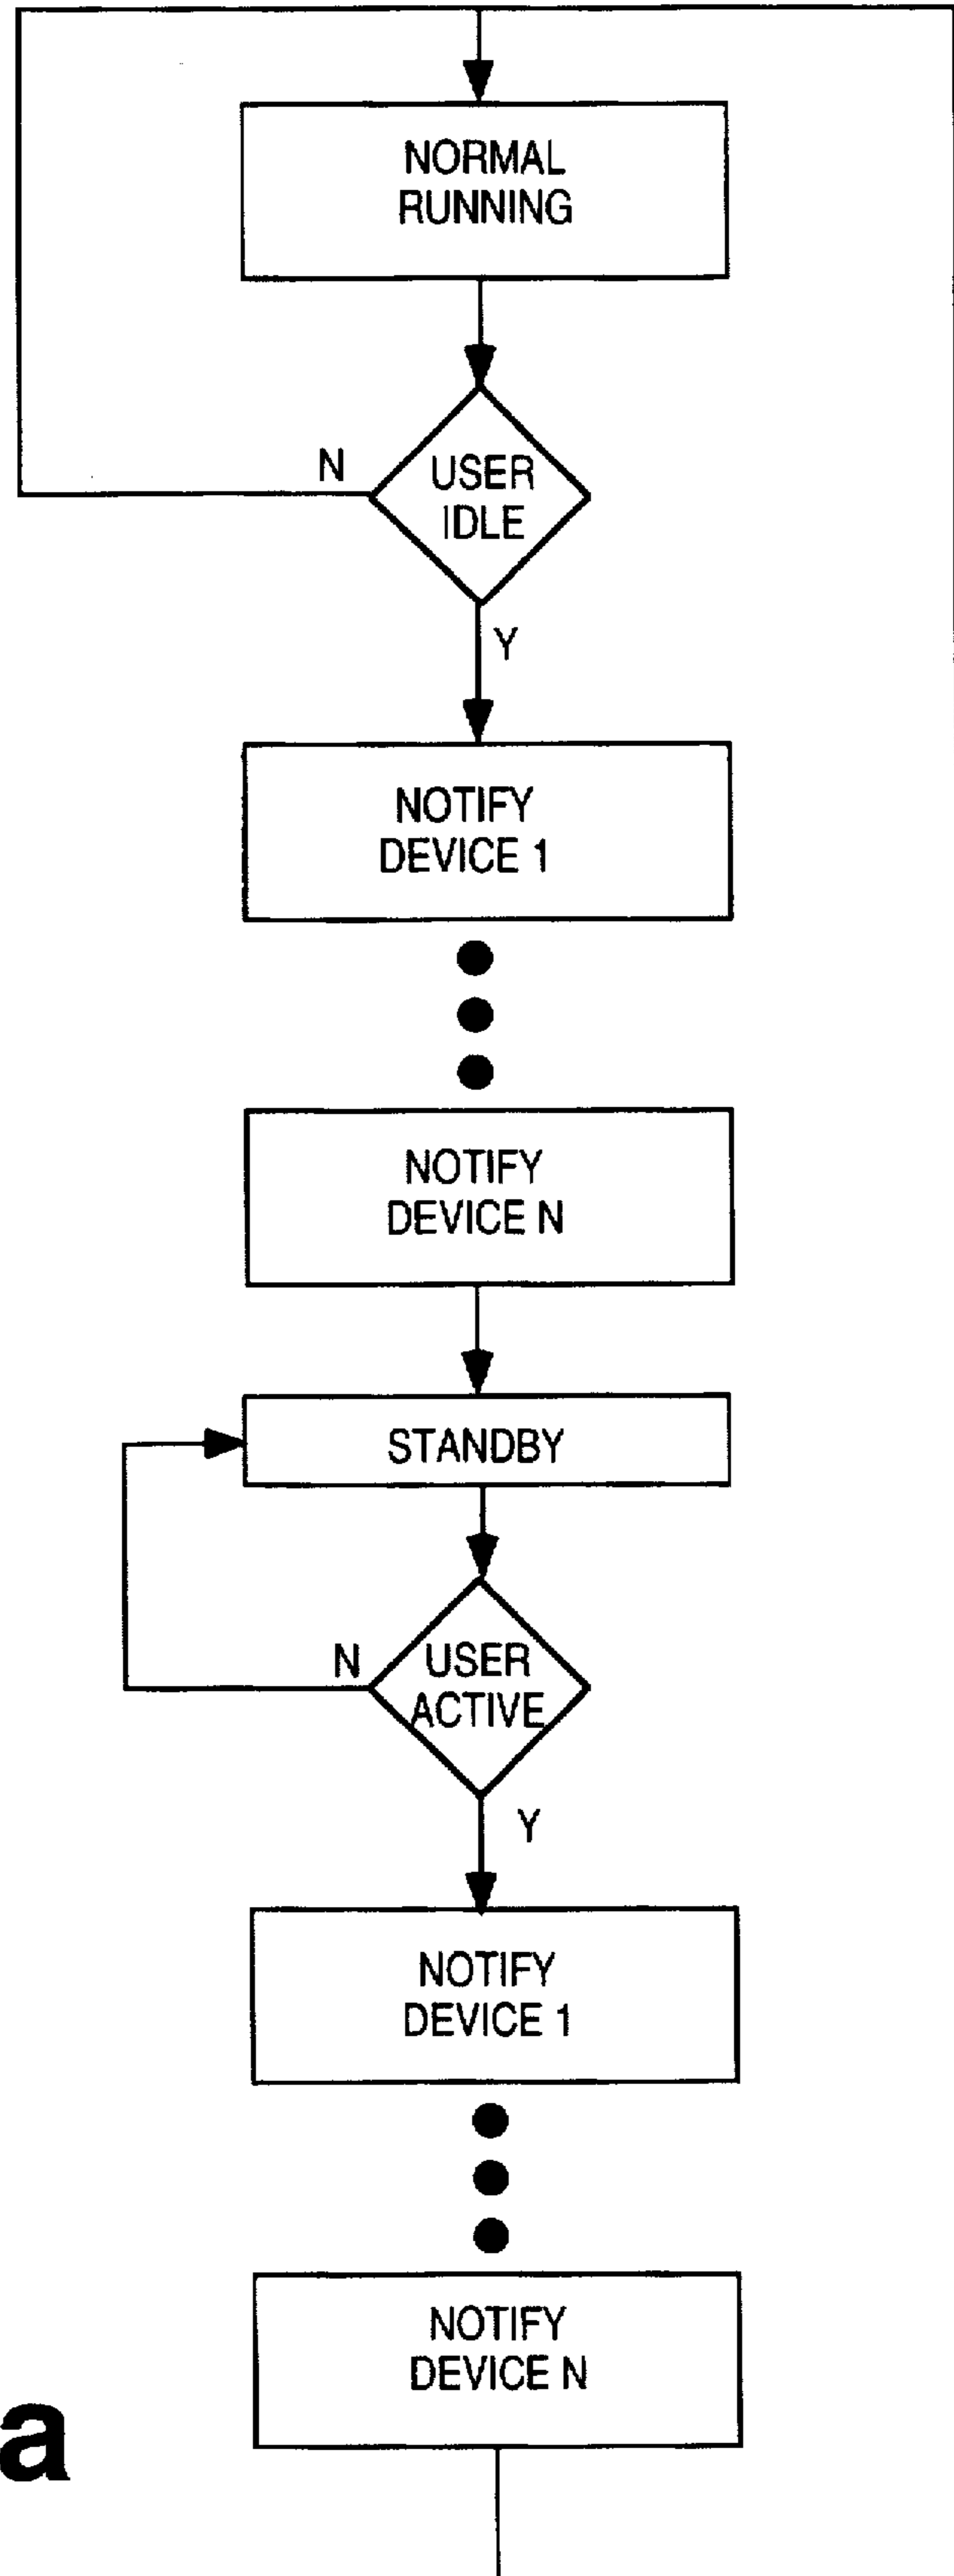 NORMAL
RUNNING
N
USER
IDLE
Y
NOTIFY
DEVICE 1
NOTIFY
DEVICE N
STANDBY
N
USER
ACTIVE
Y
NOTIFY
DEVICE 1
NOTIFY
DEVICE N
a